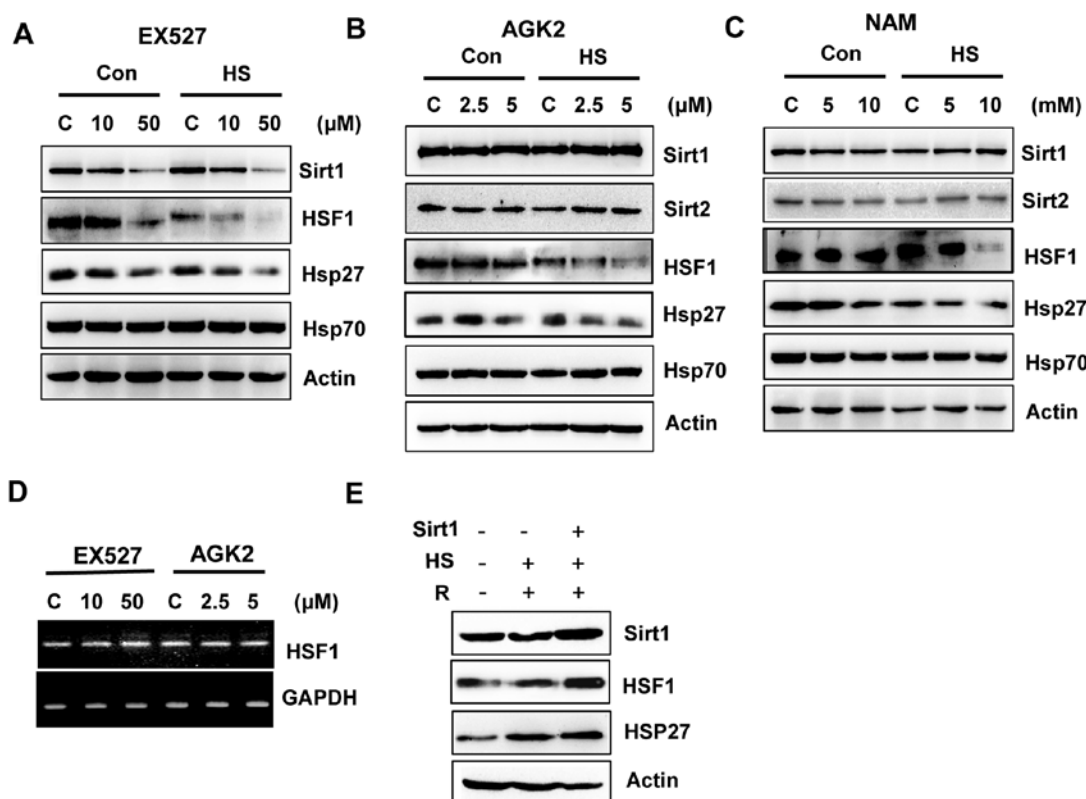 A
EX527
Con HS
C 10 50 C 10 50 (µM)
Sirt1
HSF1
Hsp27
Hsp70
Actin
B
AGK2
Con HS
C 2.5 5 C 2.5 5 (µM)
Sirt1
Sirt2
HSF1
Hsp27
Hsp70
Actin
C
NAM
Con HS
C 5 10 C 5 10 (mM)
Sirt1
Sirt2
HSF1
Hsp27
Hsp70
Actin
D
EX527 AGK2
C 10 50 C 2.5 5 (µM)
HSF1
GAPDH
E
Sirt1 - - +
HS - + +
R - + +
Sirt1
HSF1
HSP27
Actin